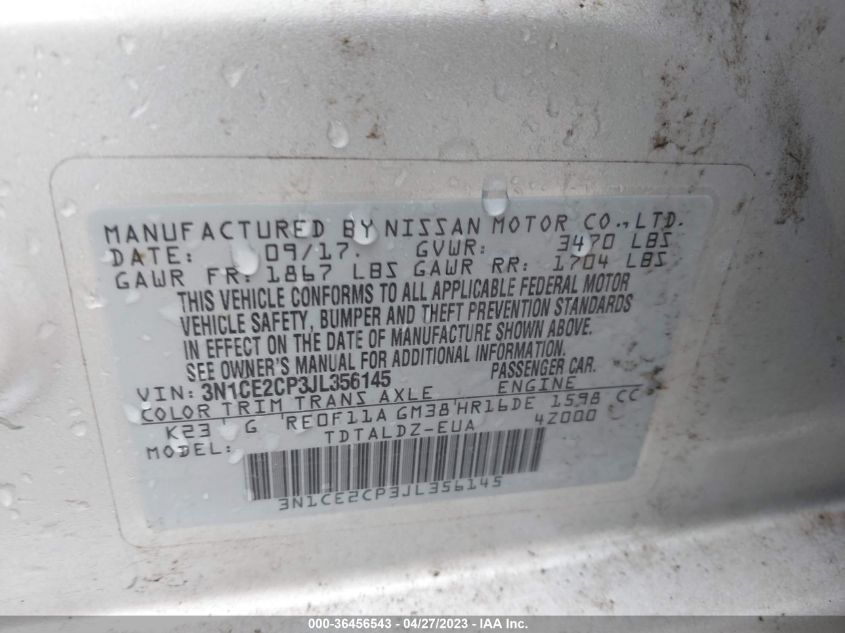 MANUFACTURED BY NISSAN MOTOR CO., LTD.
DATE: 09/17. GVWR: 3470 LBS
GAWR FR: 1867 LBS GAWR RR: 1704 LBS
THIS VEHICLE CONFORMS TO ALL APPLICABLE FEDERAL MOTOR
VEHICLE SAFETY, BUMPER AND THEFT PREVENTION STANDARDS
IN EFFECT ON THE DATE OF MANUFACTURE SHOWN ABOVE.
SEE OWNER'S MANUAL FOR ADDITIONAL INFORMATION.
VIN: 3N1CE2CP3JL356145 PASSENGER CAR.
COLOR TRIM TRANS AXLE ENGINE
K23 G RE0F11A GM38 HR16DE 1598 CC
MODEL: TDTALDZ-EUA 4Z000
3N1CE2CP3JL356145
000-36456543 - 04/27/2023 - IAA Inc.